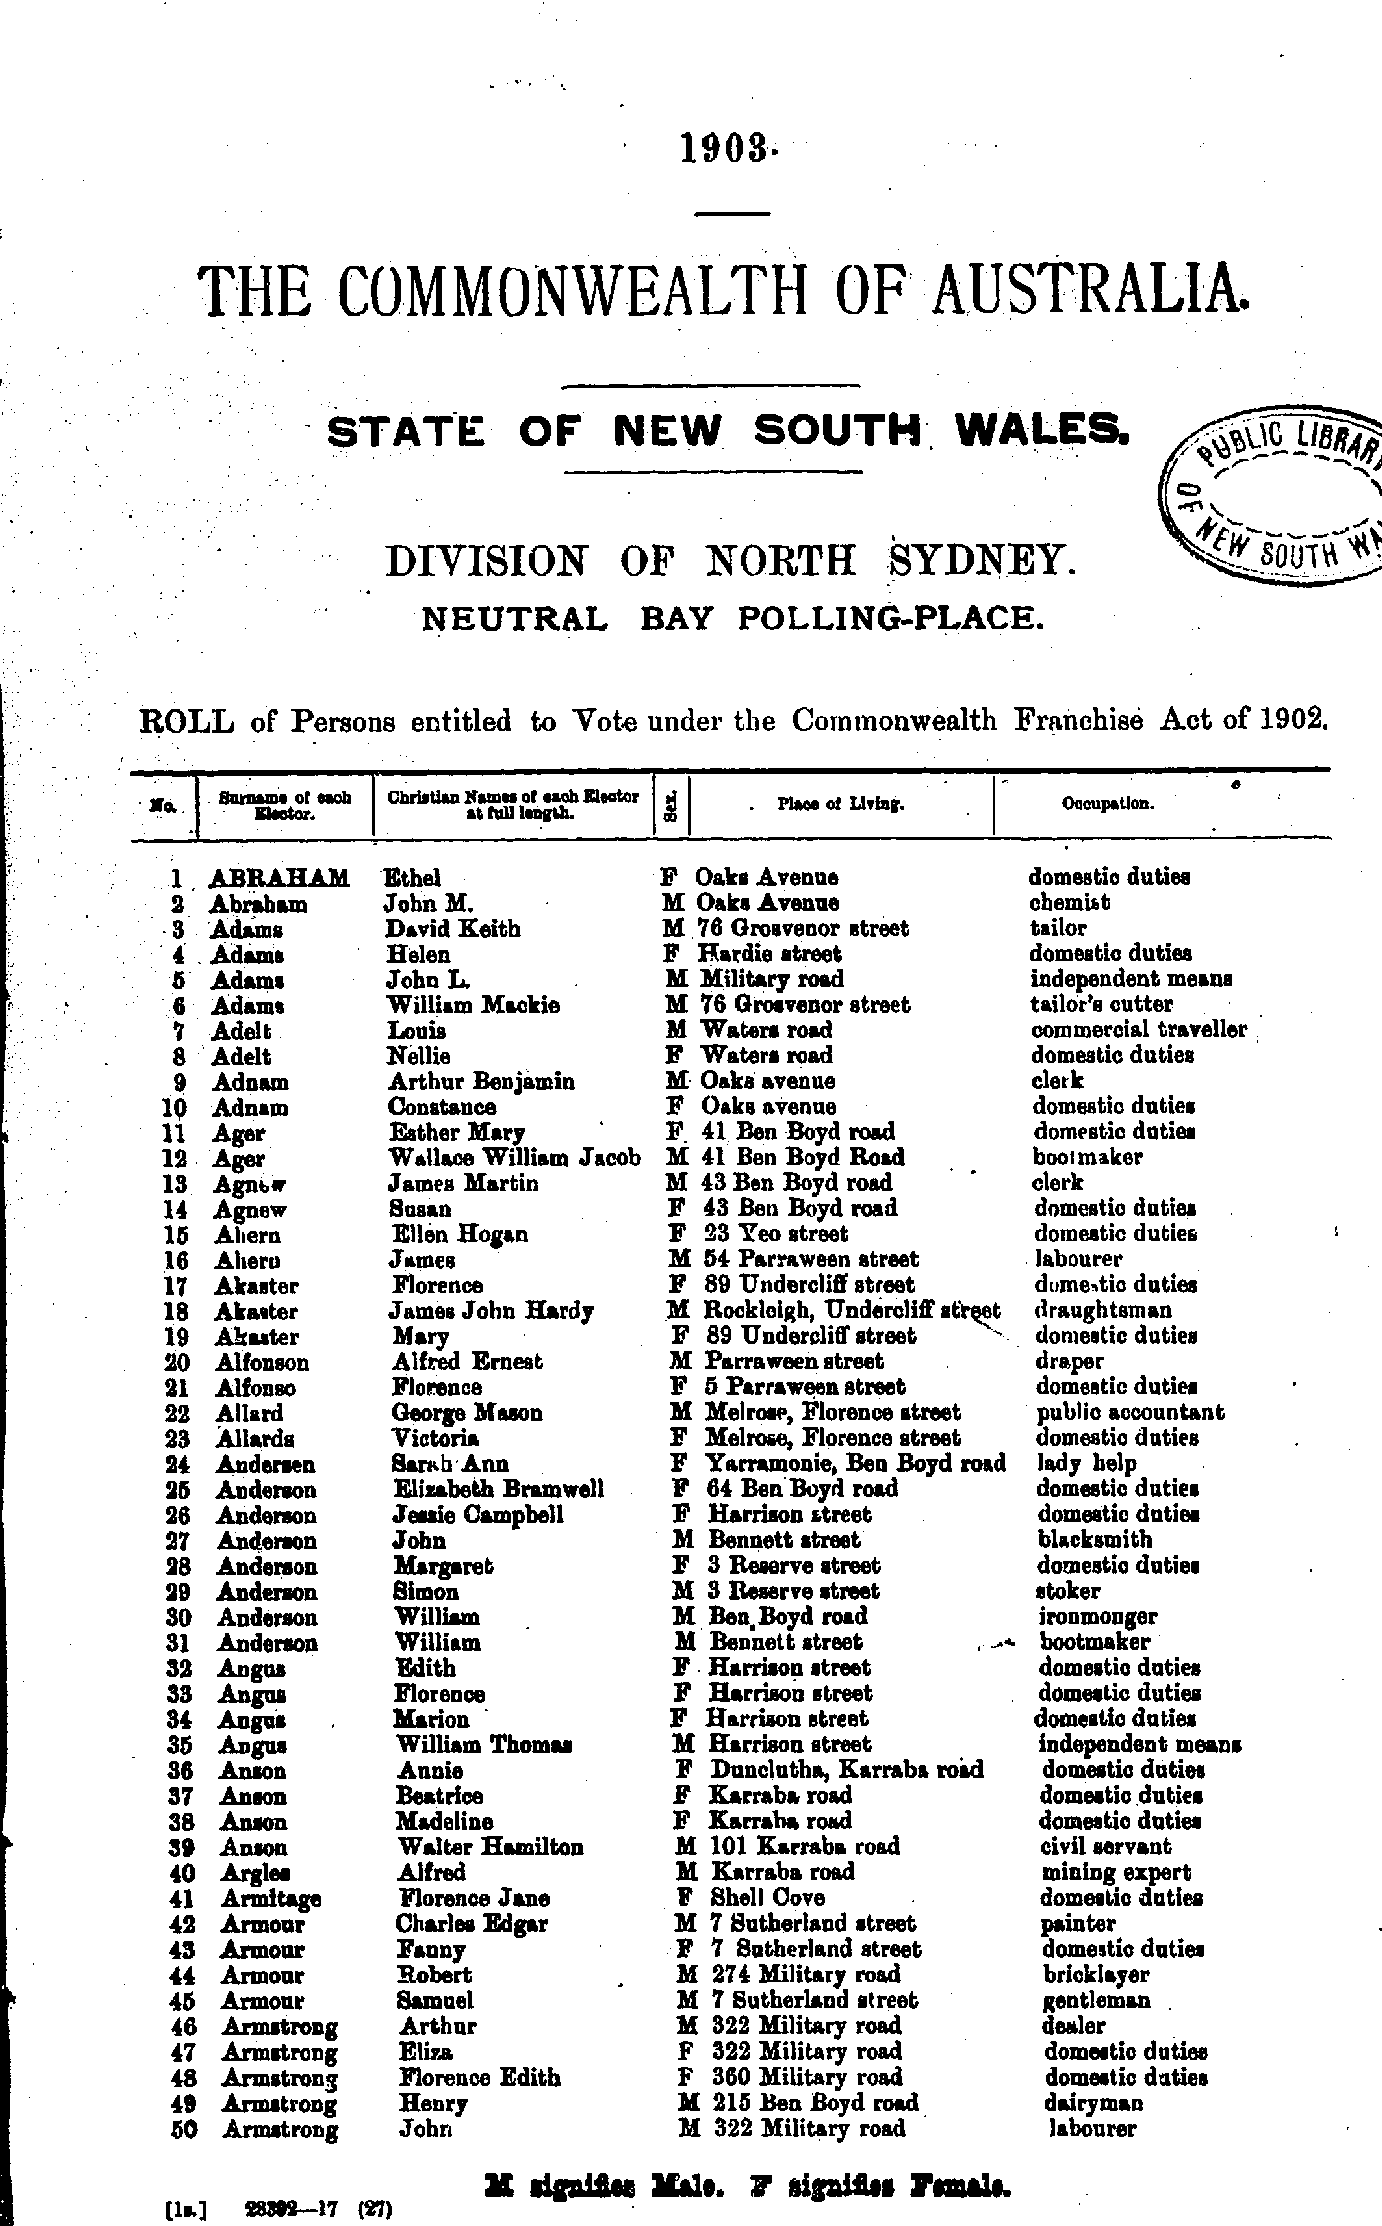 1903.
THE COMMONWEALTH OF AUSTRALIA.
STATE OF NEW SOUTH WALES.
PUBLIC LIBRARY
OF NEW SOUTH WA
DIVISION OF NORTH SYDNEY.
NEUTRAL BAY POLLING-PLACE.
ROLL of Persons entitled to Vote under the Commonwealth Franchise Act of 1902.
No. Surname of each Elector. Christian Names of each Elector at full length. Sex. Place of Living. Occupation.
1 ABRAHAM Ethel F Oaks Avenue domestic duties
2 Abraham John M. M Oaks Avenue chemist
3 Adams David Keith M 76 Grosvenor street tailor
4 Adams Helen F Hardie street domestic duties
5 Adams John L. M Military road independent means
6 Adams William Mackie M 76 Grosvenor street tailor's cutter
7 Adelt Louis M Waters road commercial traveller
8 Adelt Nellie F Waters road domestic duties
9 Adnam Arthur Benjamin M Oaks avenue clerk
10 Adnam Constance F Oaks avenue domestic duties
11 Ager Esther Mary F 41 Ben Boyd road domestic duties
12 Ager Wallace William Jacob M 41 Ben Boyd Road bootmaker
13 Agnew James Martin M 43 Ben Boyd road clerk
14 Agnew Susan F 43 Ben Boyd road domestic duties
15 Ahern Ellen Hogan F 23 Yeo street domestic duties
16 Ahern James M 54 Parraween street labourer
17 Akaster Florence F 89 Undercliff street domestic duties
18 Akaster James John Hardy M Rockleigh, Undercliff street draughtsman
19 Akaster Mary F 89 Undercliff street domestic duties
20 Alfonson Alfred Ernest M Parraween street draper
21 Alfonso Florence F 5 Parraween street domestic duties
22 Allard George Mason M Melrose, Florence street public accountant
23 Allards Victoria F Melrose, Florence street domestic duties
24 Andersen Sarah Ann F Yarramonie, Ben Boyd road lady help
25 Anderson Elizabeth Bramwell F 64 Ben Boyd road domestic duties
26 Anderson Jessie Campbell F Harrison street domestic duties
27 Anderson John M Bennett street blacksmith
28 Anderson Margaret F 3 Reserve street domestic duties
29 Anderson Simon M 3 Reserve street stoker
30 Anderson William M Ben Boyd road ironmonger
31 Anderson William M Bennett street bootmaker
32 Angus Edith F Harrison street domestic duties
33 Angus Florence F Harrison street domestic duties
34 Angus Marion F Harrison street domestic duties
35 Angus William Thomas M Harrison street independent means
36 Anson Annie F Dunclutha, Karraba road domestic duties
37 Anson Beatrice F Karraba road domestic duties
38 Anson Madeline F Karraba road domestic duties
39 Anson Walter Hamilton M 101 Karraba road civil servant
40 Argles Alfred M Karraba road mining expert
41 Armitage Florence Jane F Shell Cove domestic duties
42 Armour Charles Edgar M 7 Sutherland street painter
43 Armour Fanny F 7 Sutherland street domestic duties
44 Armour Robert M 274 Military road bricklayer
45 Armour Samuel M 7 Sutherland street gentleman
46 Armstrong Arthur M 322 Military road dealer
47 Armstrong Eliza F 322 Military road domestic duties
48 Armstrong Florence Edith F 360 Military road domestic duties
49 Armstrong Henry M 215 Ben Boyd road dairyman
50 Armstrong John M 322 Military road labourer
M signifies Male. F signifies Female.
[1s.] 28392—17 (27)